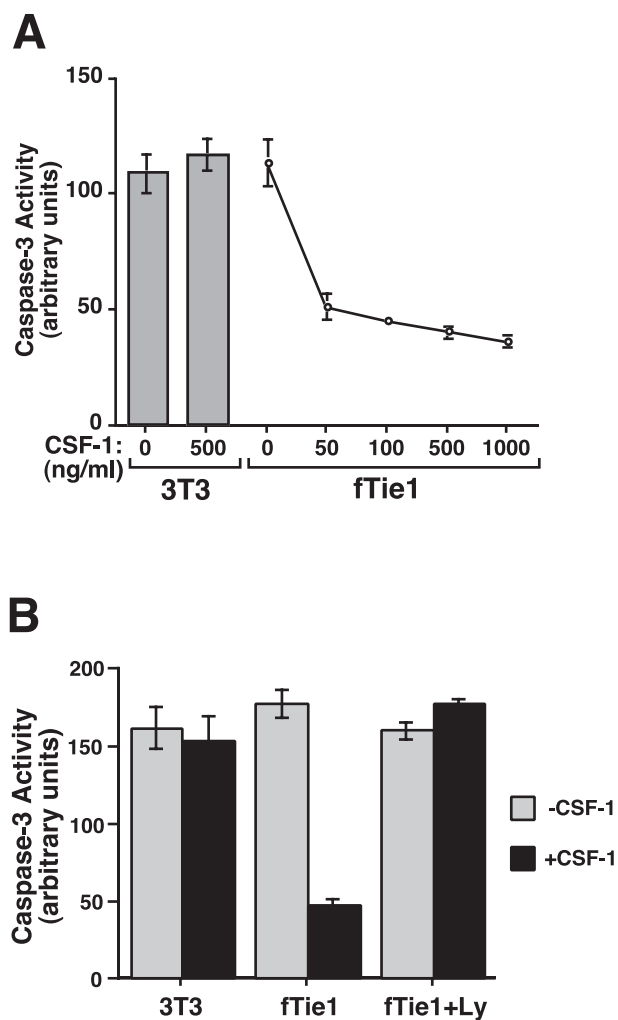 A
150
100
50
0
Caspase-3 Activity
(arbitrary units)
CSF-1: 0 500 0 50 100 500 1000
(ng/ml)
3T3 fTie1
B
200
150
100
50
0
Caspase-3 Activity
(arbitrary units)
-CSF-1
+CSF-1
3T3 fTie1 fTie1+Ly